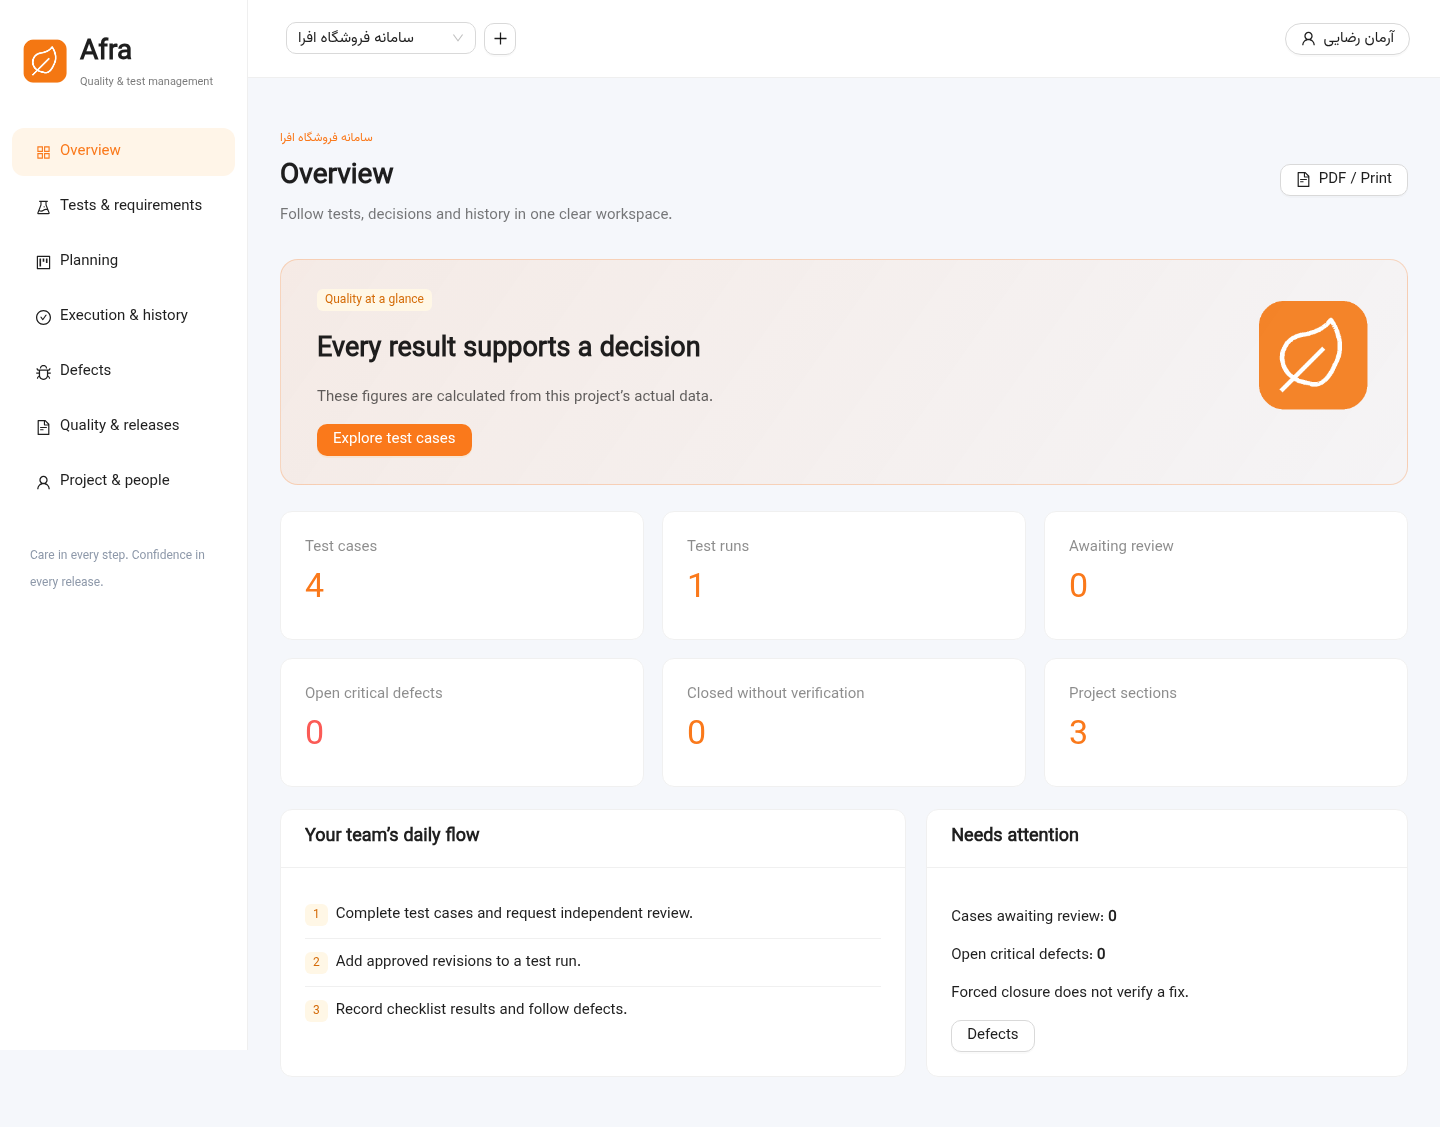 Afra
Quality & test management
Overview
Tests & requirements
Planning
Execution & history
Defects
Quality & releases
Project & people
Care in every step. Confidence in
every release.
سامانه فروشگاه افرا
آرمان رضایی
سامانه فروشگاه افرا
Overview
Follow tests, decisions and history in one clear workspace.
PDF / Print
Quality at a glance
Every result supports a decision
These figures are calculated from this project’s actual data.
Explore test cases
Test cases
4
Test runs
1
Awaiting review
0
Open critical defects
0
Closed without verification
0
Project sections
3
Your team’s daily flow
1 Complete test cases and request independent review.
2 Add approved revisions to a test run.
3 Record checklist results and follow defects.
Needs attention
Cases awaiting review: 0
Open critical defects: 0
Forced closure does not verify a fix.
Defects